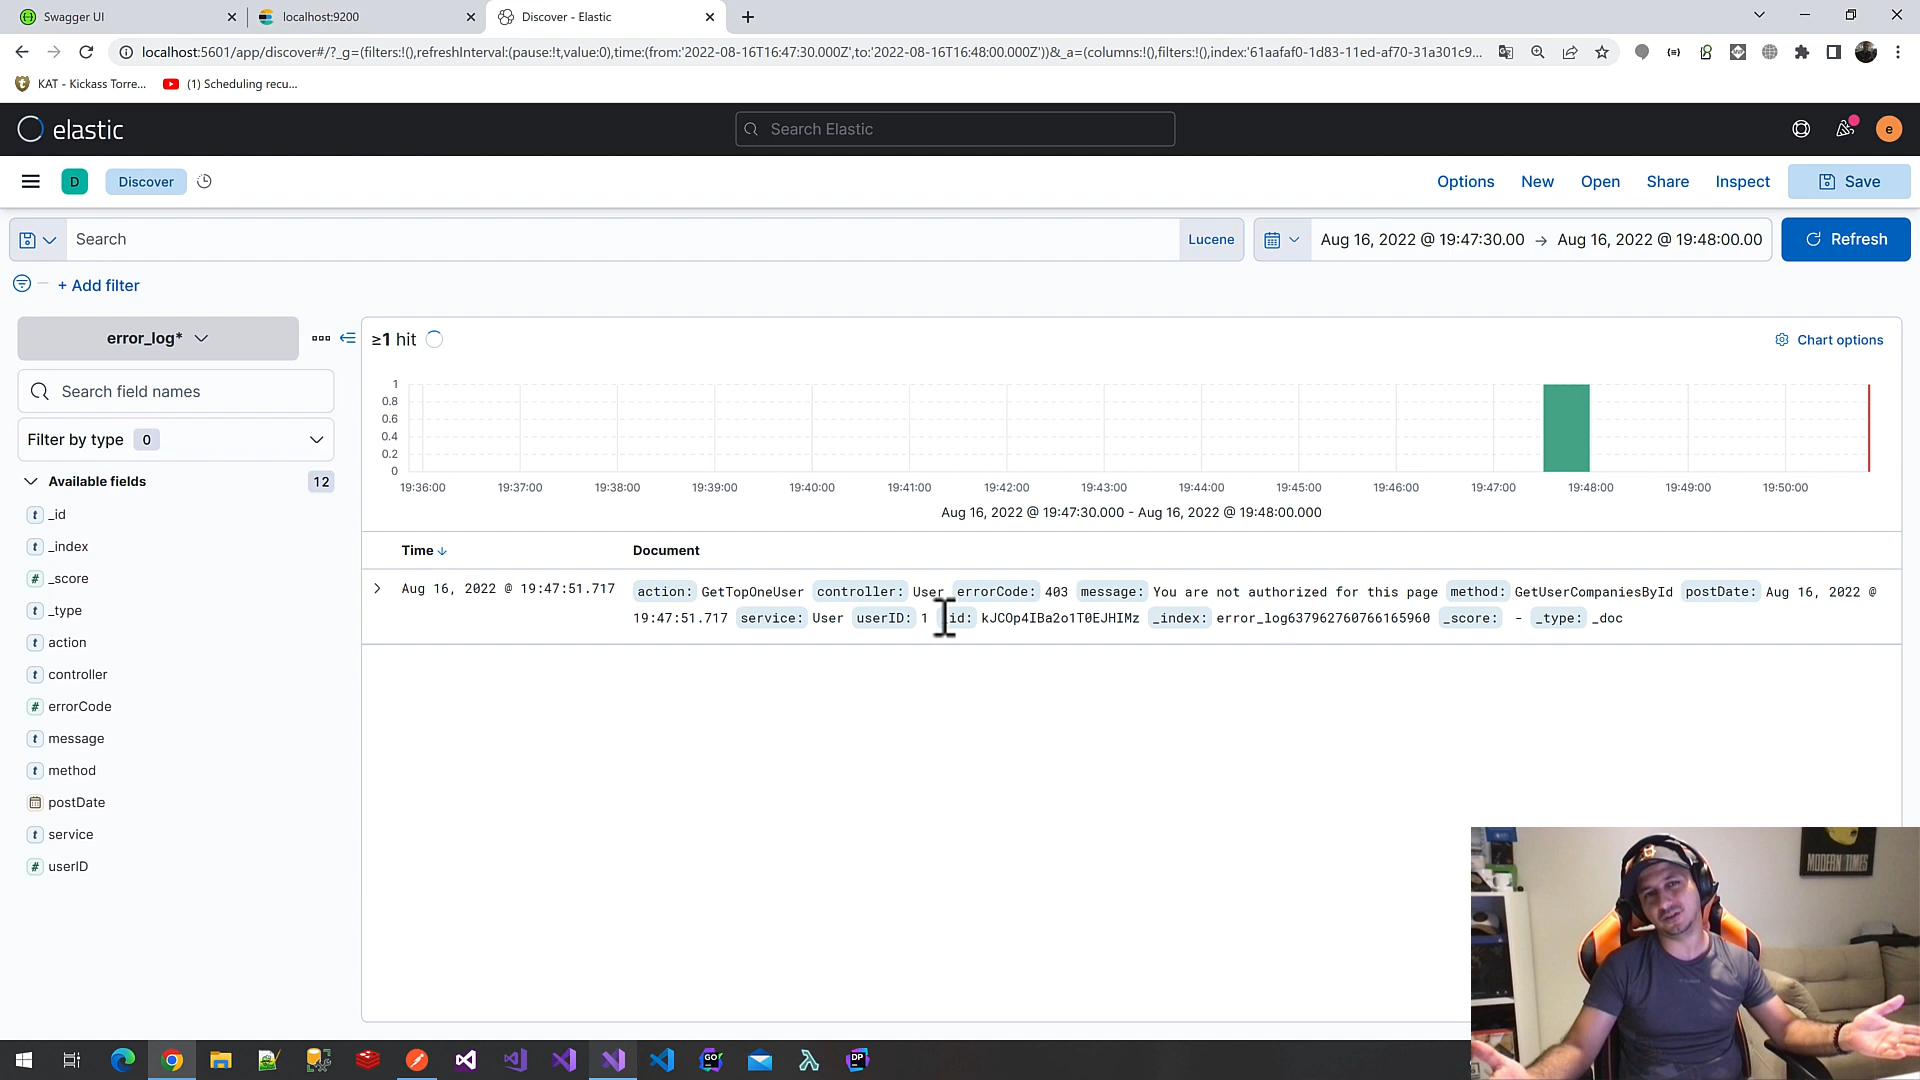 Swagger UI
localhost:9200
Discover - Elastic
localhost:5601/app/discover#/?_g=(filters:!(),refreshInterval:(pause:!t,value:0),time:(from:'2022-08-16T16:47:30.000Z',to:'2022-08-16T16:48:00.000Z'))&_a=(columns:!(),filters:!(),index:'61aafaf0-1d83-11ed-af70-31a301c9...
KAT - Kickass Torre...
(1) Scheduling recu...
elastic
Search Elastic
e
D
Discover
Options
New
Open
Share
Inspect
Save
Search
Lucene
Aug 16, 2022 @ 19:47:30.00 → Aug 16, 2022 @ 19:48:00.00
Refresh
+ Add filter
error_log*
≥1 hit
Chart options
Search field names
Filter by type 0
Available fields 12
t _id
t _index
# _score
t _type
t action
t controller
# errorCode
t message
t method
postDate
t service
# userID
1
0.8
0.6
0.4
0.2
0
19:36:00 19:37:00 19:38:00 19:39:00 19:40:00 19:41:00 19:42:00 19:43:00 19:44:00 19:45:00 19:46:00 19:47:00 19:48:00 19:49:00 19:50:00
Aug 16, 2022 @ 19:47:30.000 - Aug 16, 2022 @ 19:48:00.000
Time Document
Aug 16, 2022 @ 19:47:51.717 action: GetTopOneUser controller: User errorCode: 403 message: You are not authorized for this page method: GetUserCompaniesById postDate: Aug 16, 2022 @
19:47:51.717 service: User userID: 1 _id: kJCOp4IBa2o1T0EJHIMz _index: error_log637962760766165960 _score: - _type: _doc
MODERN TIMES
GO
DP